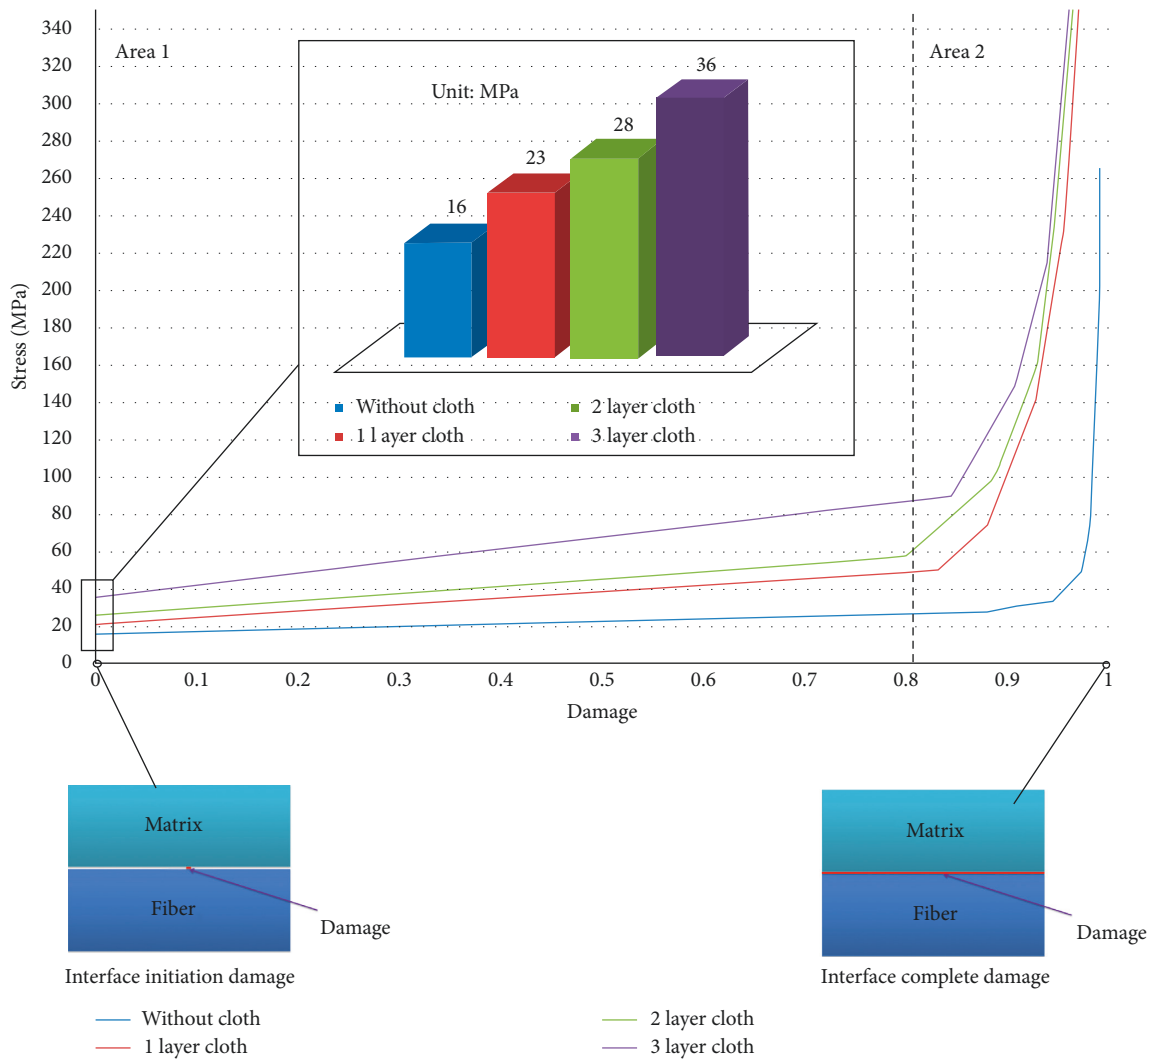 340
320
300
280
260
240
220
200
180
160
140
120
100
80
60
40
20
0
Stress (MPa)
Area 1
Area 2
Unit: MPa
16
23
28
36
Without cloth
2 layer cloth
1 l ayer cloth
3 layer cloth
0 0.1 0.2 0.3 0.4 0.5 0.6 0.7 0.8 0.9 1
Damage
Matrix
Fiber
Damage
Interface initiation damage
Matrix
Fiber
Damage
Interface complete damage
Without cloth
2 layer cloth
1 layer cloth
3 layer cloth